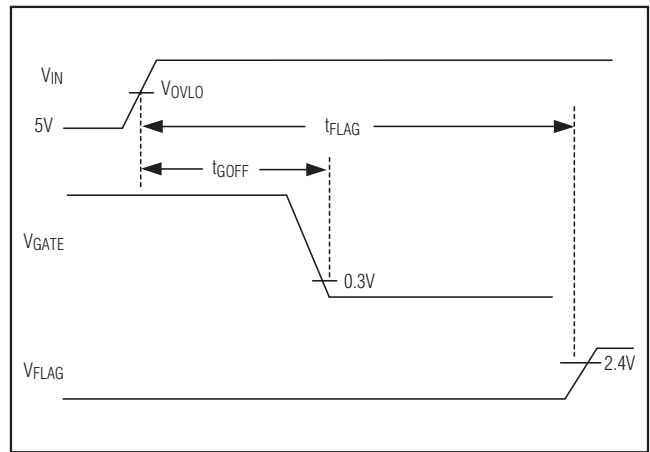 VIN
VOVLO
5V
tFLAG
tGOFF
VGATE
0.3V
VFLAG
2.4V